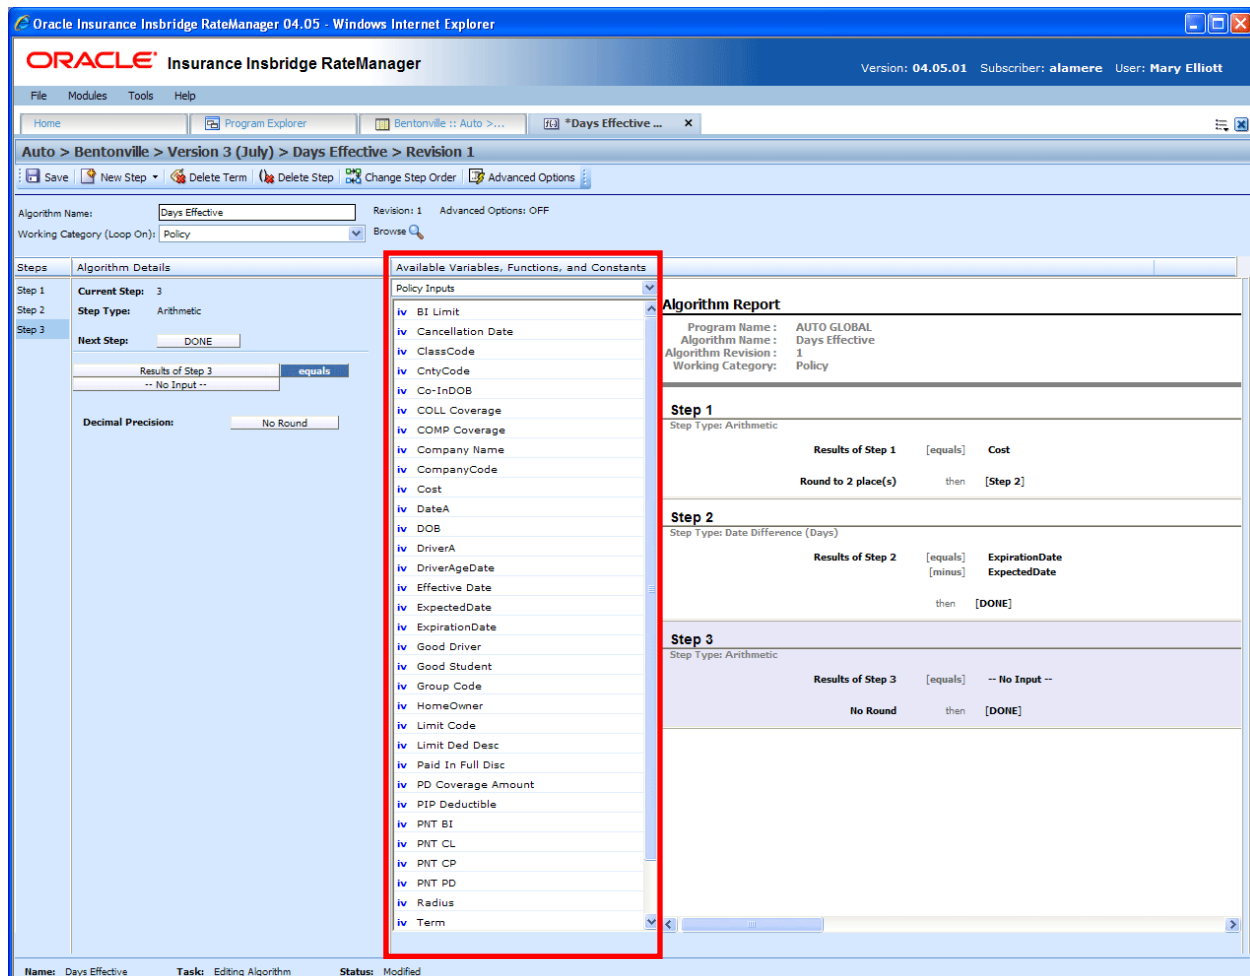 Oracle Insurance Insbridge RateManager 04.05 - Windows Internet Explorer
ORACLE Insurance Insbridge RateManager
Version: 04.05.01 Subscriber: alamere User: Mary Elliott
File Modules Tools Help
Home Program Explorer Bentonville :: Auto >... f(x) *Days Effective ... x
Auto > Bentonville > Version 3 (July) > Days Effective > Revision 1
Save New Step Delete Term Delete Step Change Step Order Advanced Options
Algorithm Name: Days Effective Revision: 1 Advanced Options: OFF
Working Category (Loop On): Policy Browse
Steps
Step 1
Step 2
Step 3
Algorithm Details
Current Step: 3
Step Type: Arithmetic
Next Step: DONE
Results of Step 3 equals
-- No Input --
Decimal Precision: No Round
Available Variables, Functions, and Constants
Policy Inputs
iv BI Limit
iv Cancellation Date
iv ClassCode
iv CntyCode
iv Co-InDOB
iv COLL Coverage
iv COMP Coverage
iv Company Name
iv CompanyCode
iv Cost
iv DateA
iv DOB
iv DriverA
iv DriverAgeDate
iv Effective Date
iv ExpectedDate
iv ExpirationDate
iv Good Driver
iv Good Student
iv Group Code
iv HomeOwner
iv Limit Code
iv Limit Ded Desc
iv Paid In Full Disc
iv PD Coverage Amount
iv PIP Deductible
iv PNT BI
iv PNT CL
iv PNT CP
iv PNT PD
iv Radius
iv Term
Algorithm Report
Program Name : AUTO GLOBAL
Algorithm Name : Days Effective
Algorithm Revision : 1
Working Category: Policy
Step 1
Step Type: Arithmetic
Results of Step 1 [equals] Cost
Round to 2 place(s) then [Step 2]
Step 2
Step Type: Date Difference (Days)
Results of Step 2 [equals] ExpirationDate
[minus] ExpectedDate
then [DONE]
Step 3
Step Type: Arithmetic
Results of Step 3 [equals] -- No Input --
No Round then [DONE]
Name: Days Effective Task: Editing Algorithm Status: Modified